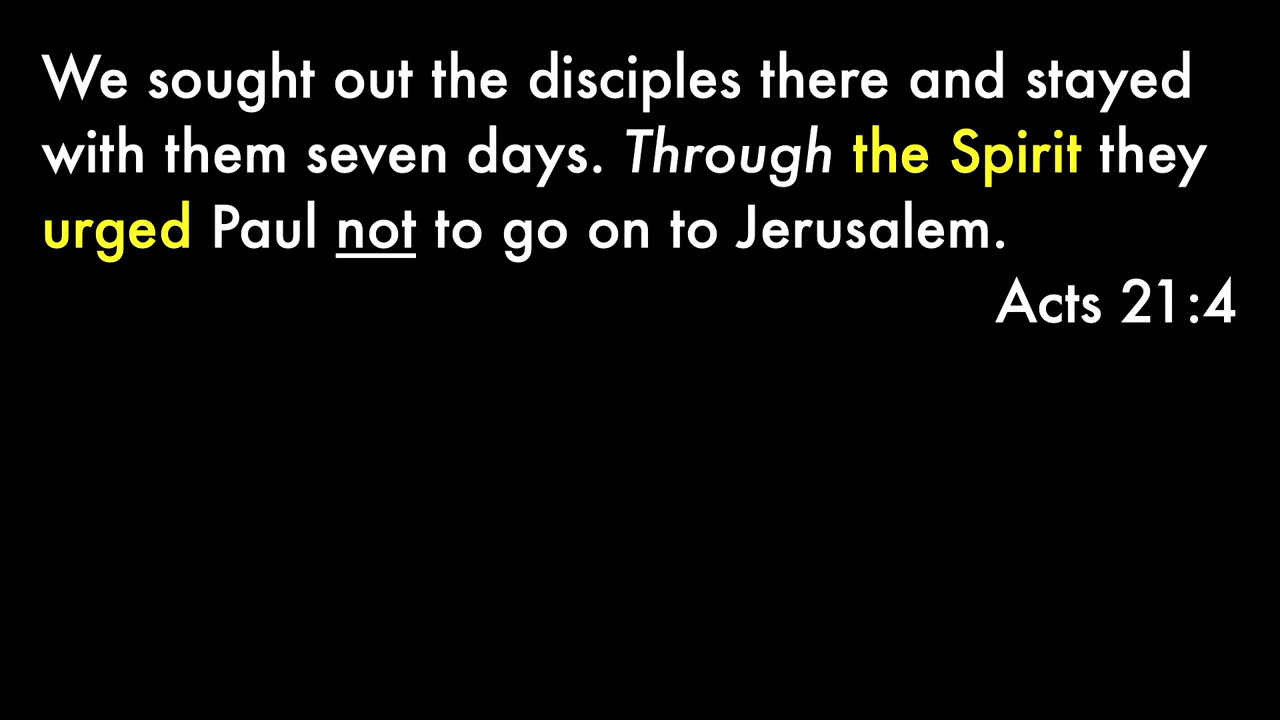 We sought out the disciples there and stayed
with them seven days. Through the Spirit they
urged Paul not to go on to Jerusalem.
Acts 21:4